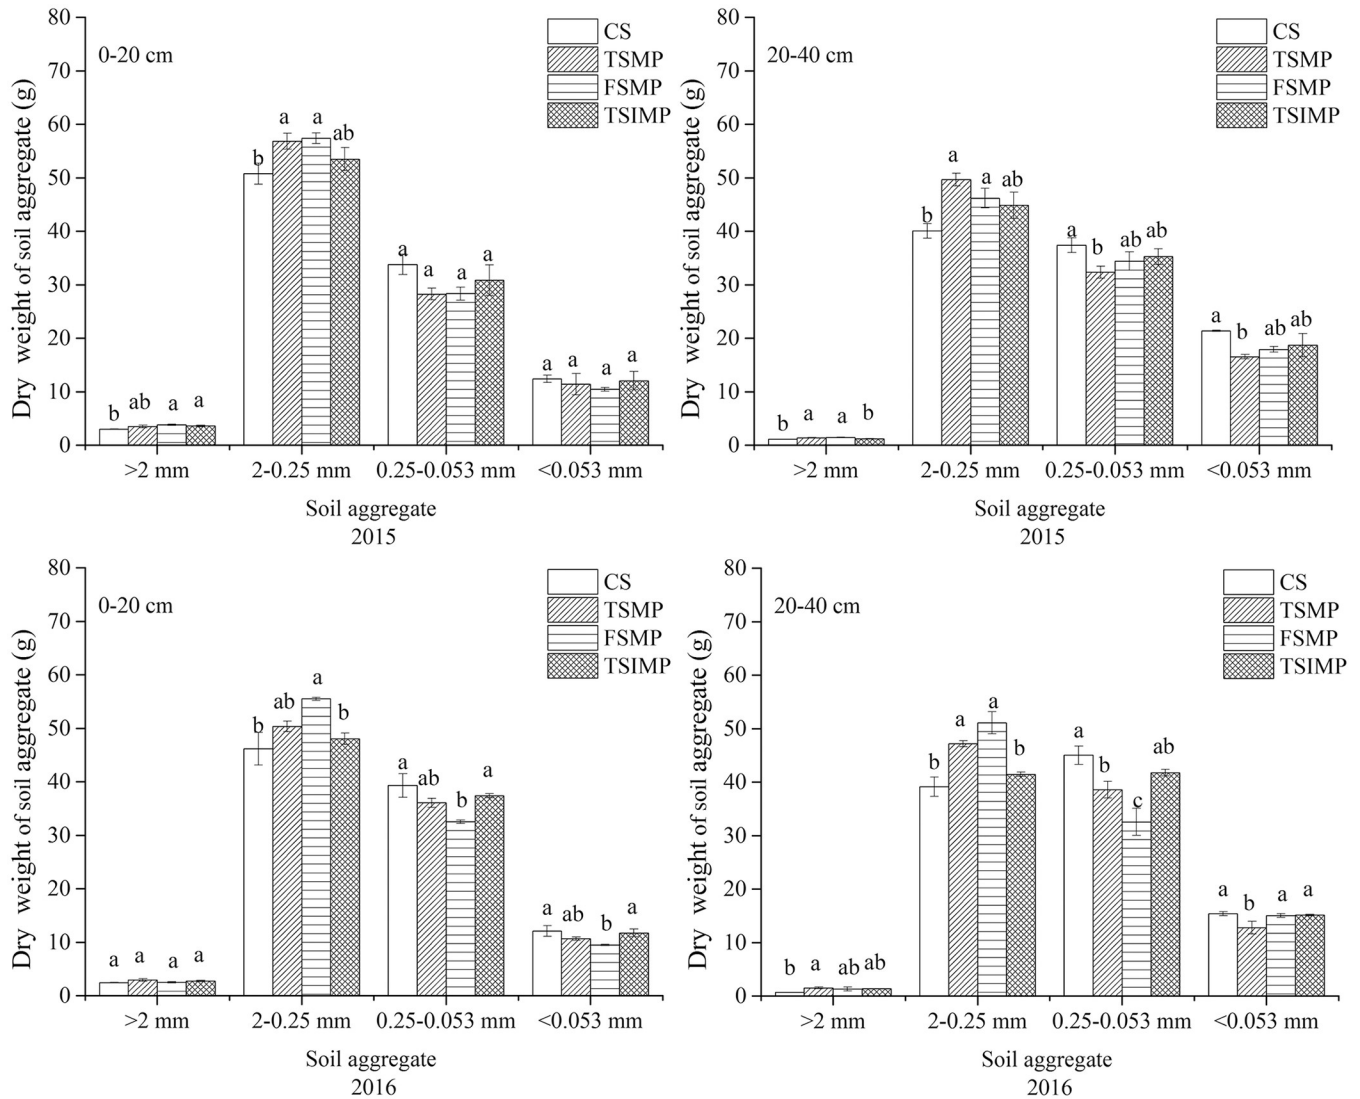 80
70
60
50
40
30
20
10
0
Dry weight of soil aggregate (g)
0-20 cm
CS
TSMP
FSMP
TSIMP
b ab a a
b a a ab
a a a a
a a a a
>2 mm 2-0.25 mm 0.25-0.053 mm <0.053 mm
Soil aggregate
2015
80
70
60
50
40
30
20
10
0
Dry weight of soil aggregate (g)
20-40 cm
CS
TSMP
FSMP
TSIMP
b a a b
b a a ab
a b ab ab
a b ab ab
>2 mm 2-0.25 mm 0.25-0.053 mm <0.053 mm
Soil aggregate
2015
80
70
60
50
40
30
20
10
0
Dry weight of soil aggregate (g)
0-20 cm
CS
TSMP
FSMP
TSIMP
a a a a
b ab a b
a ab b a
a ab b a
>2 mm 2-0.25 mm 0.25-0.053 mm <0.053 mm
Soil aggregate
2016
80
70
60
50
40
30
20
10
0
Dry weight of soil aggregate (g)
20-40 cm
CS
TSMP
FSMP
TSIMP
b a ab ab
b a a b
a b c ab
a b a a
>2 mm 2-0.25 mm 0.25-0.053 mm <0.053 mm
Soil aggregate
2016